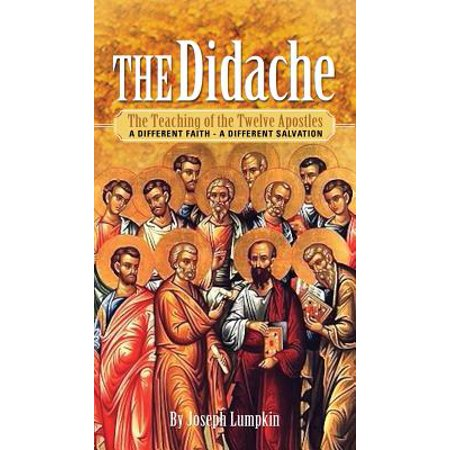 THE Didache
The Teaching of the Twelve Apostles
A DIFFERENT FAITH - A DIFFERENT SALVATION
By Joseph Lumpkin